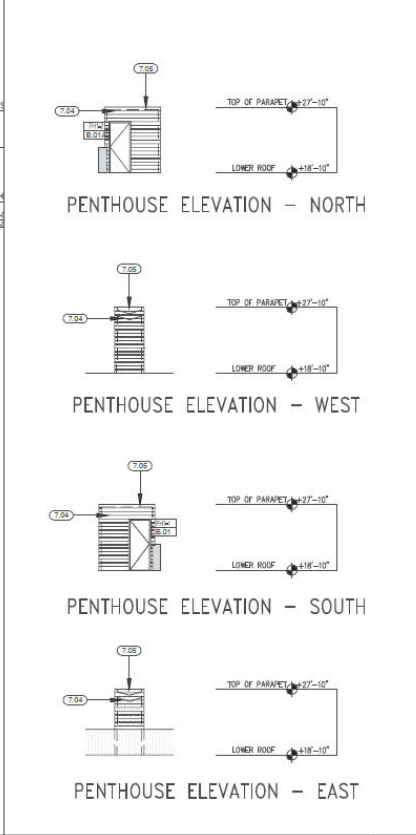 7.05
7.04
TOP OF PARAPET +27'-10"
B.01
LOWER ROOF +18'-10"
PENTHOUSE ELEVATION - NORTH
7.05
TOP OF PARAPET +27'-10"
7.04
LOWER ROOF +18'-10"
PENTHOUSE ELEVATION - WEST
7.05
TOP OF PARAPET +27'-10"
7.04
B.01
LOWER ROOF +18'-10"
PENTHOUSE ELEVATION - SOUTH
7.05
TOP OF PARAPET +27'-10"
7.04
LOWER ROOF +18'-10"
PENTHOUSE ELEVATION - EAST